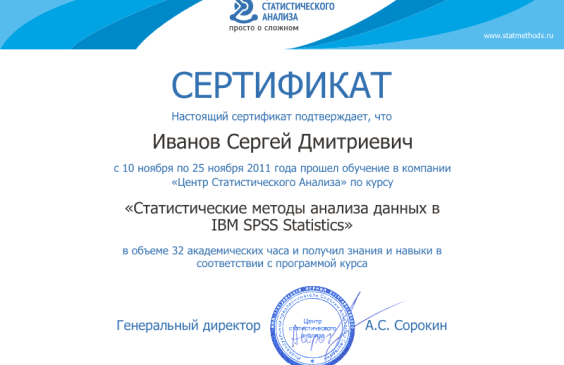 СТАТИСТИЧЕСКОГО
АНАЛИЗА
просто о сложном
www.statmethods.ru
СЕРТИФИКАТ
Настоящий сертификат подтверждает, что
Иванов Сергей Дмитриевич
с 10 ноября по 25 ноября 2011 года прошел обучение в компании
«Центр Статистического Анализа» по курсу
«Статистические методы анализа данных в
IBM SPSS Statistics»
в объеме 32 академических часа и получил знания и навыки в
соответствии с программой курса
Генеральный директор
Центр
статистического
анализа
А.С. Сорокин